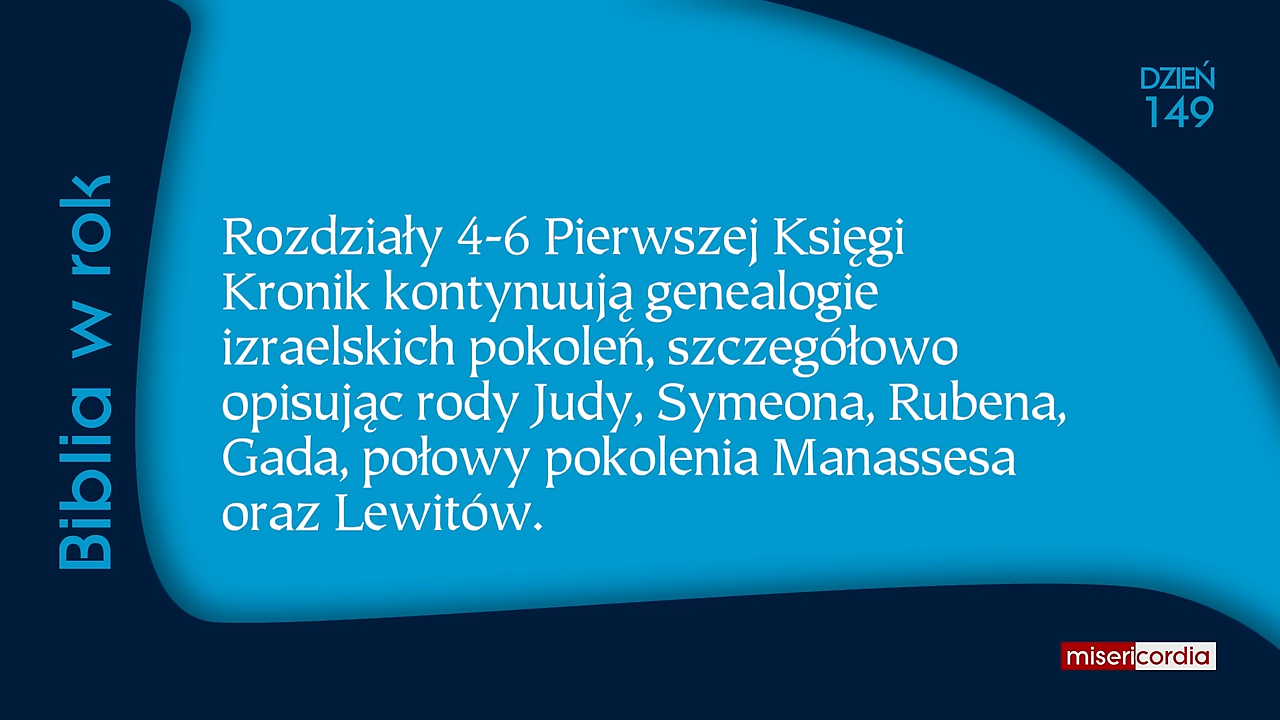 DZIEŃ
149
Biblia w rok
Rozdziały 4-6 Pierwszej Księgi
Kronik kontynuują genealogie
izraelskich pokoleń, szczegółowo
opisując rody Judy, Symeona, Rubena,
Gada, połowy pokolenia Manassesa
oraz Lewitów.
misericordia